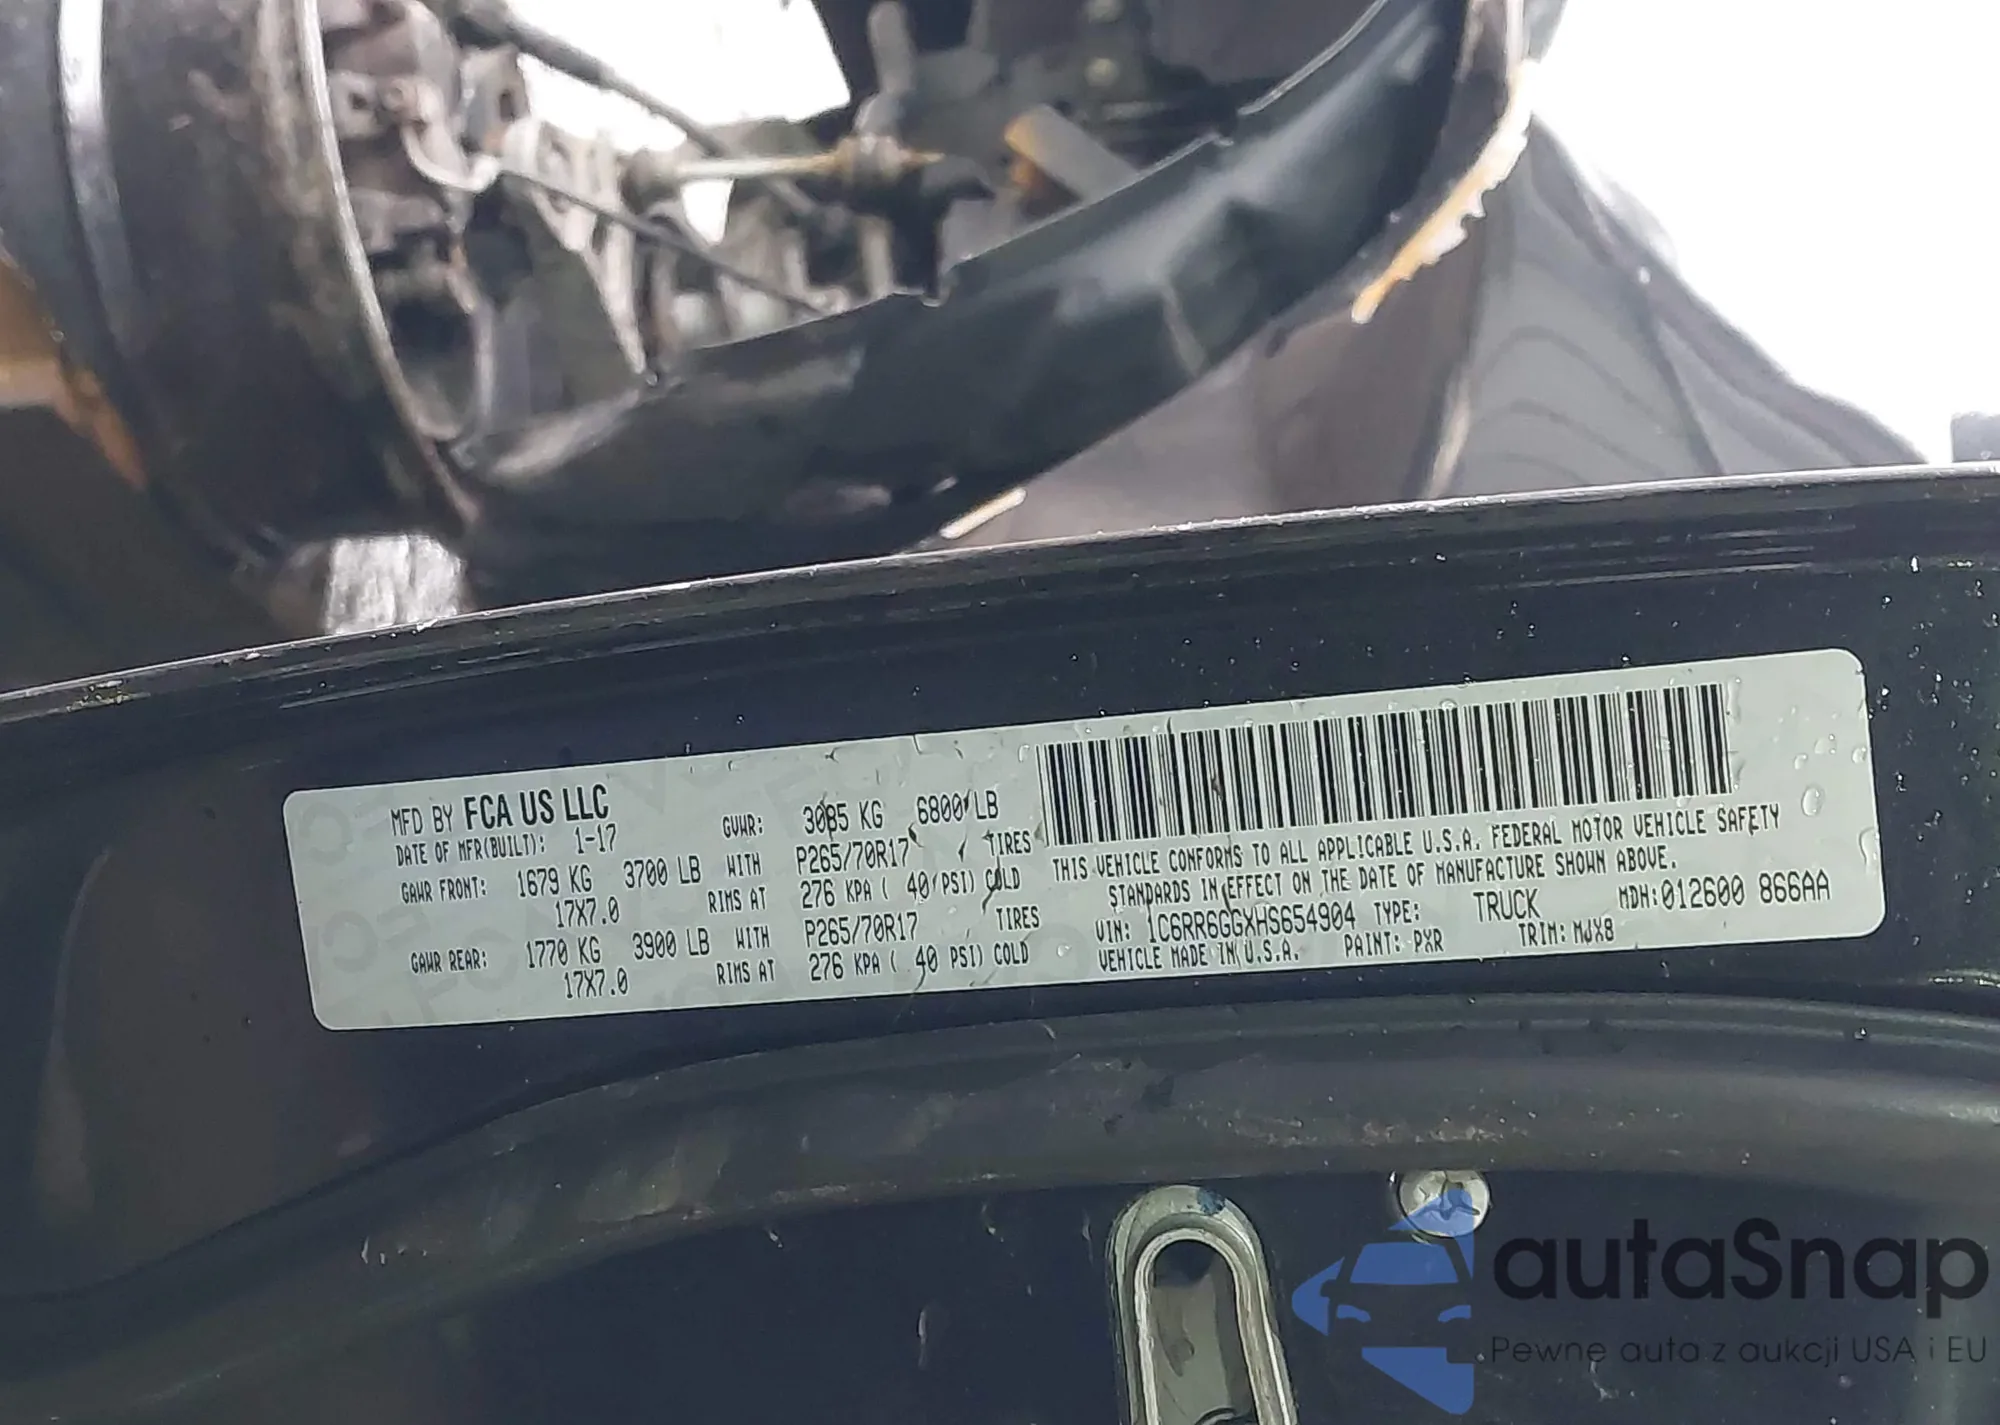 MFD BY FCA US LLC
DATE OF MFR(BUILT): 1-17 GVWR: 3085 KG 6800 LB
GAWR FRONT: 1679 KG 3700 LB WITH P265/70R17 TIRES
17X7.0 RIMS AT 276 KPA ( 40 PSI) COLD
GAWR REAR: 1770 KG 3900 LB WITH P265/70R17 TIRES
17X7.0 RIMS AT 276 KPA ( 40 PSI) COLD
THIS VEHICLE CONFORMS TO ALL APPLICABLE U.S.A. FEDERAL MOTOR VEHICLE SAFETY
STANDARDS IN EFFECT ON THE DATE OF MANUFACTURE SHOWN ABOVE.
VIN: 1C6RR6GGXHS654904 TYPE: TRUCK MDH:012600 866AA
VEHICLE MADE IN U.S.A. PAINT: PXR TRIM: MJX8
autaSnap
Pewne auta z aukcji USA i EU